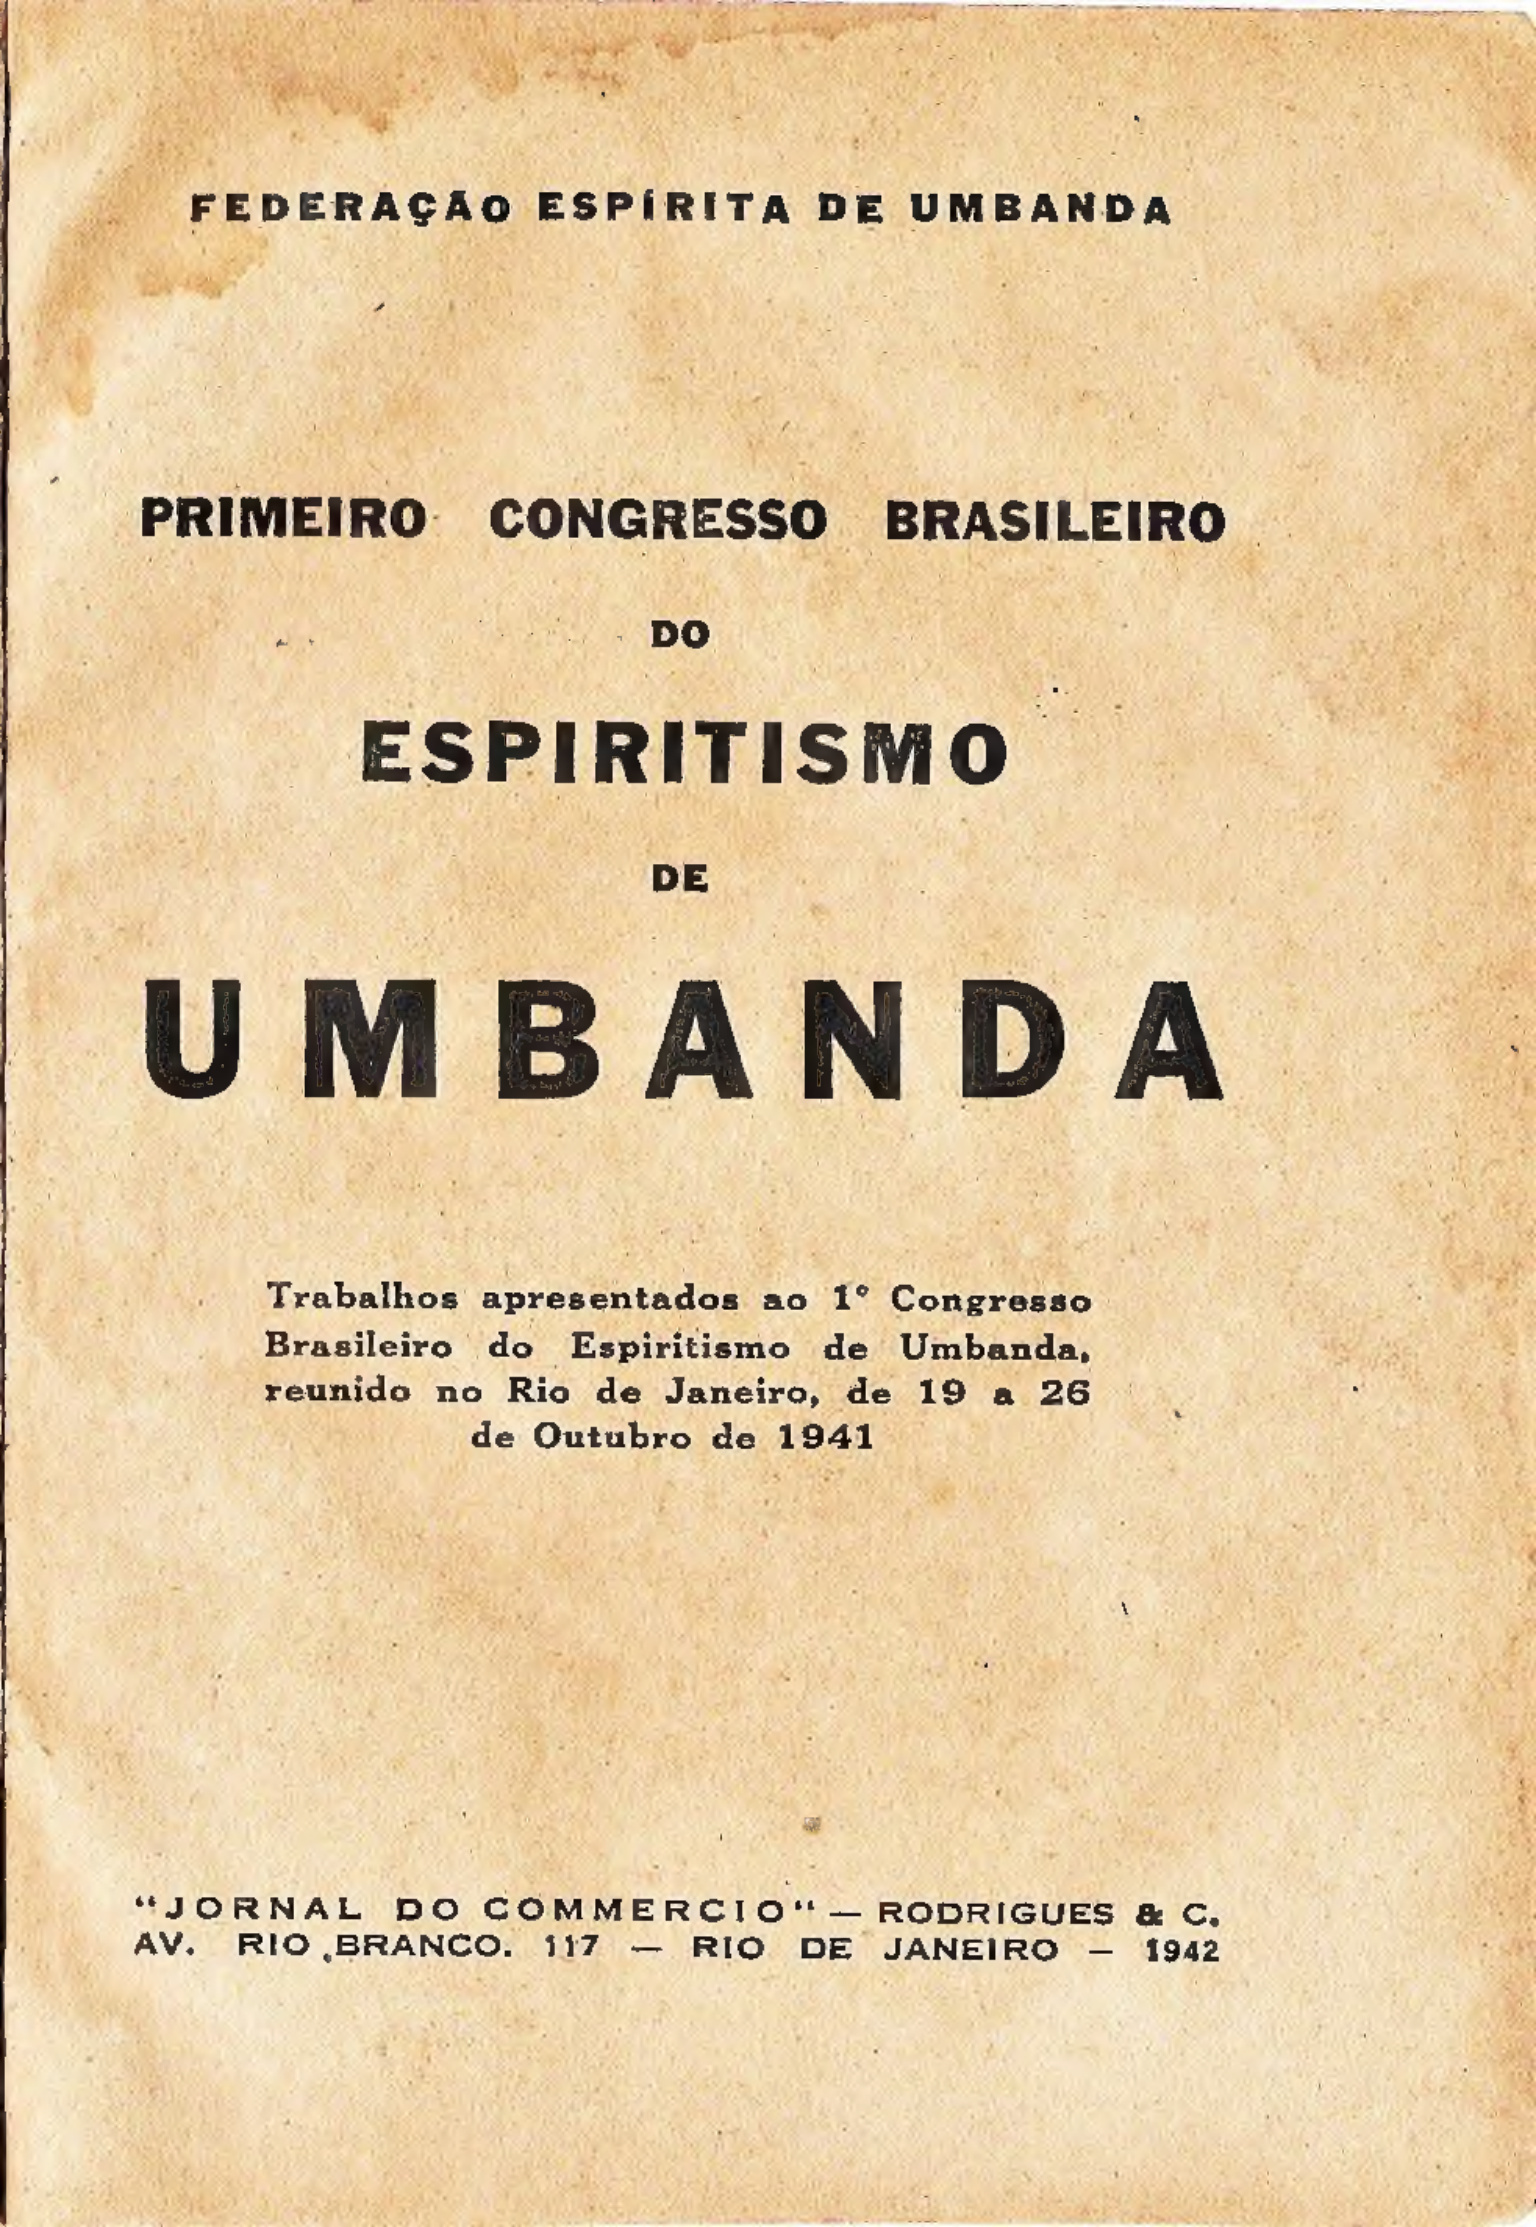 FEDERAÇÃO ESPÍRITA DE UMBANDA
PRIMEIRO CONGRESSO BRASILEIRO
DO
ESPIRITISMO
DE
UMBANDA
Trabalhos apresentados ao 1º Congresso
Brasileiro do Espiritismo de Umbanda,
reunido no Rio de Janeiro, de 19 a 26
de Outubro de 1941
"JORNAL DO COMMERCIO" — RODRIGUES & C.
AV. RIO BRANCO. 117 — RIO DE JANEIRO — 1942